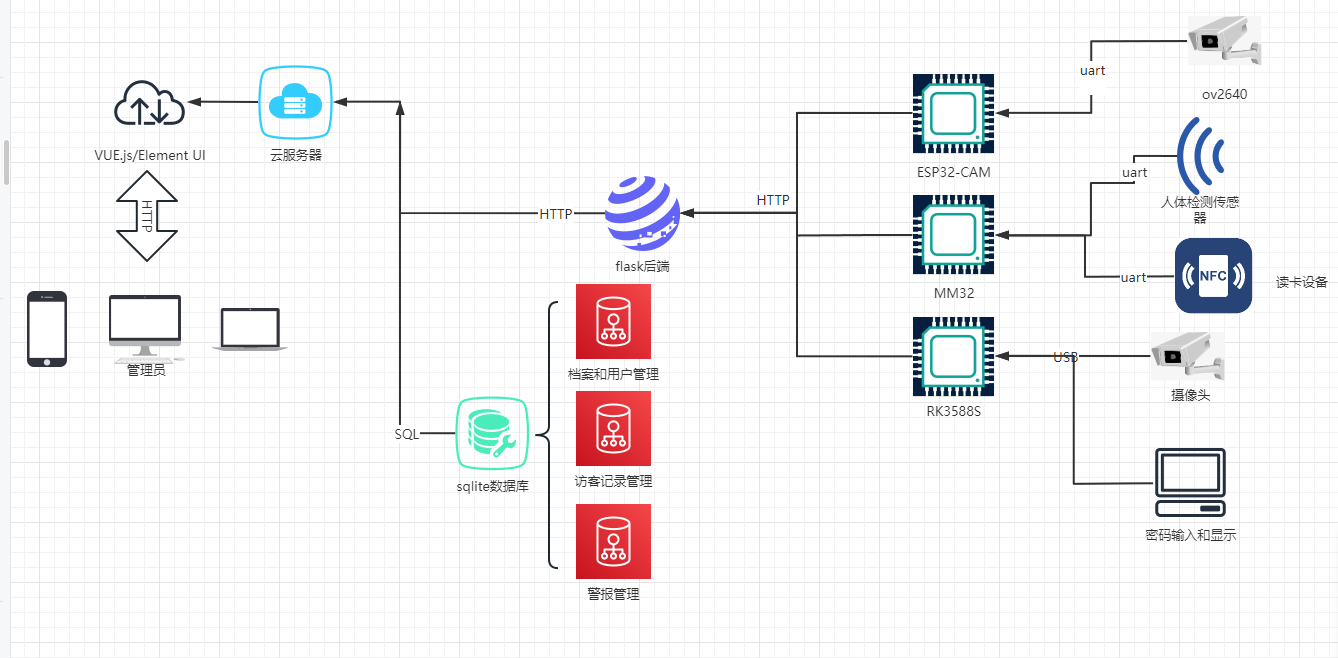 uart
ov2640
VUE.js/Element UI
云服务器
ESP32-CAM
uart
人体检测传感
器
HTTP
HTTP
HTTP
flask后端
MM32
uart
NFC
读卡设备
管理员
档案和用户管理
USB
摄像头
RK3588S
SQL
sqlite数据库
访客记录管理
密码输入和显示
警报管理